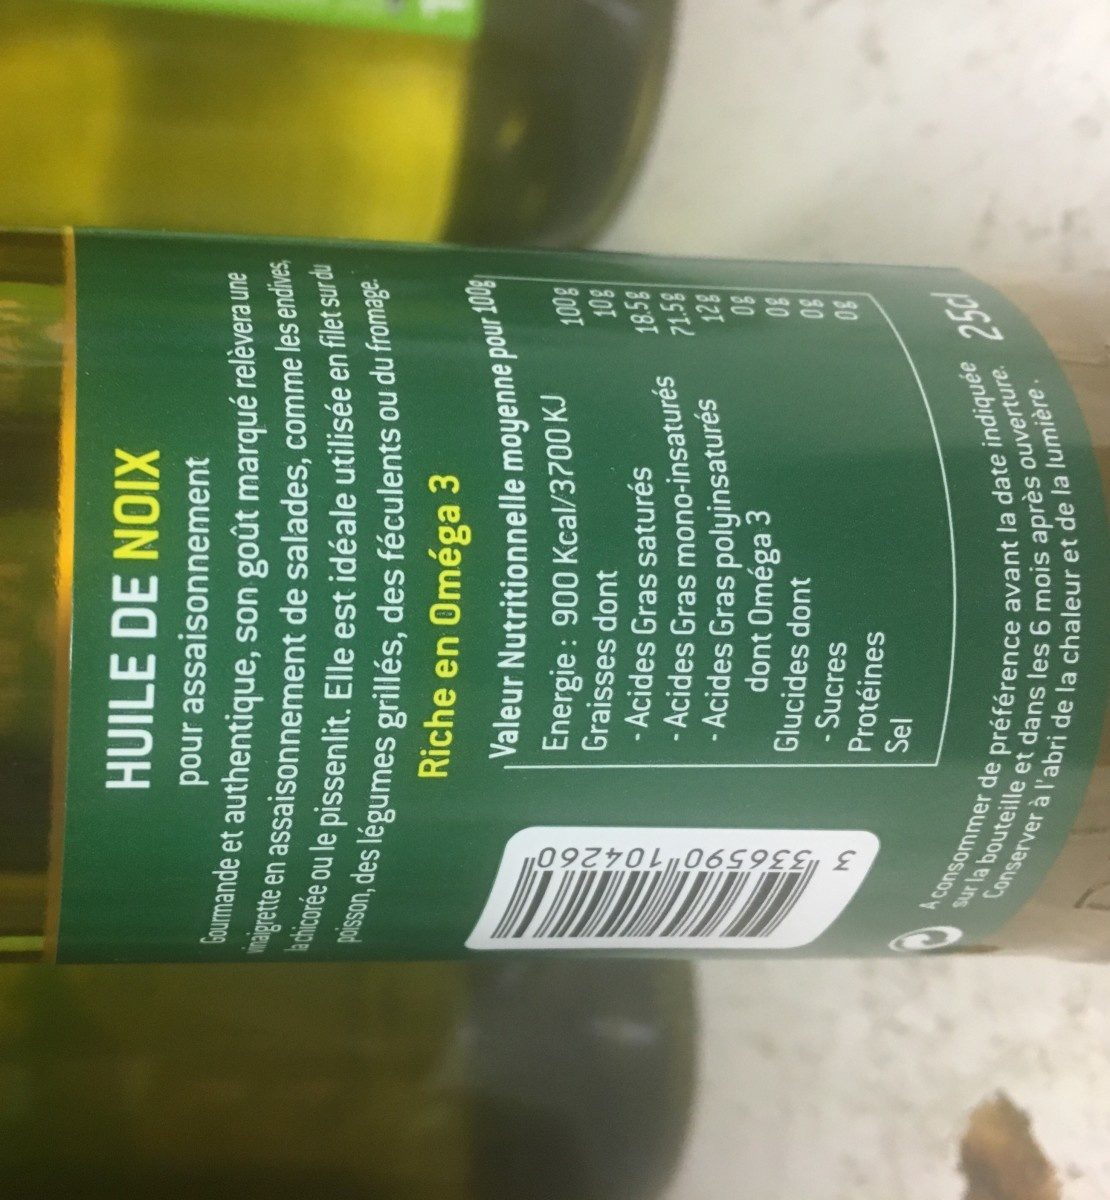 HUILE DE NOIX
pour assaisonnement
Gourmande et authentique, son goût marqué relèvera une
vinaigrette en assaisonnement de salades, comme les endives,
la chicorée ou le pissenlit. Elle est idéale utilisée en filet sur du
poisson, des légumes grillés, des féculents ou du fromage.
Riche en Oméga 3
Valeur Nutritionnelle moyenne pour 100g
Energie : 900 Kcal/3700 KJ
Graisses dont 100g
- Acides Gras saturés 10g
- Acides Gras mono-insaturés 18.5g
- Acides Gras polyinsaturés 71.5g
dont Oméga 3 12g
Glucides dont 0g
- Sucres 0g
Protéines 0g
Sel 0g
3 336590 104260
A consommer de préférence avant la date indiquée
sur la bouteille et dans les 6 mois après ouverture.
Conserver à l'abri de la chaleur et de la lumière.
25cl